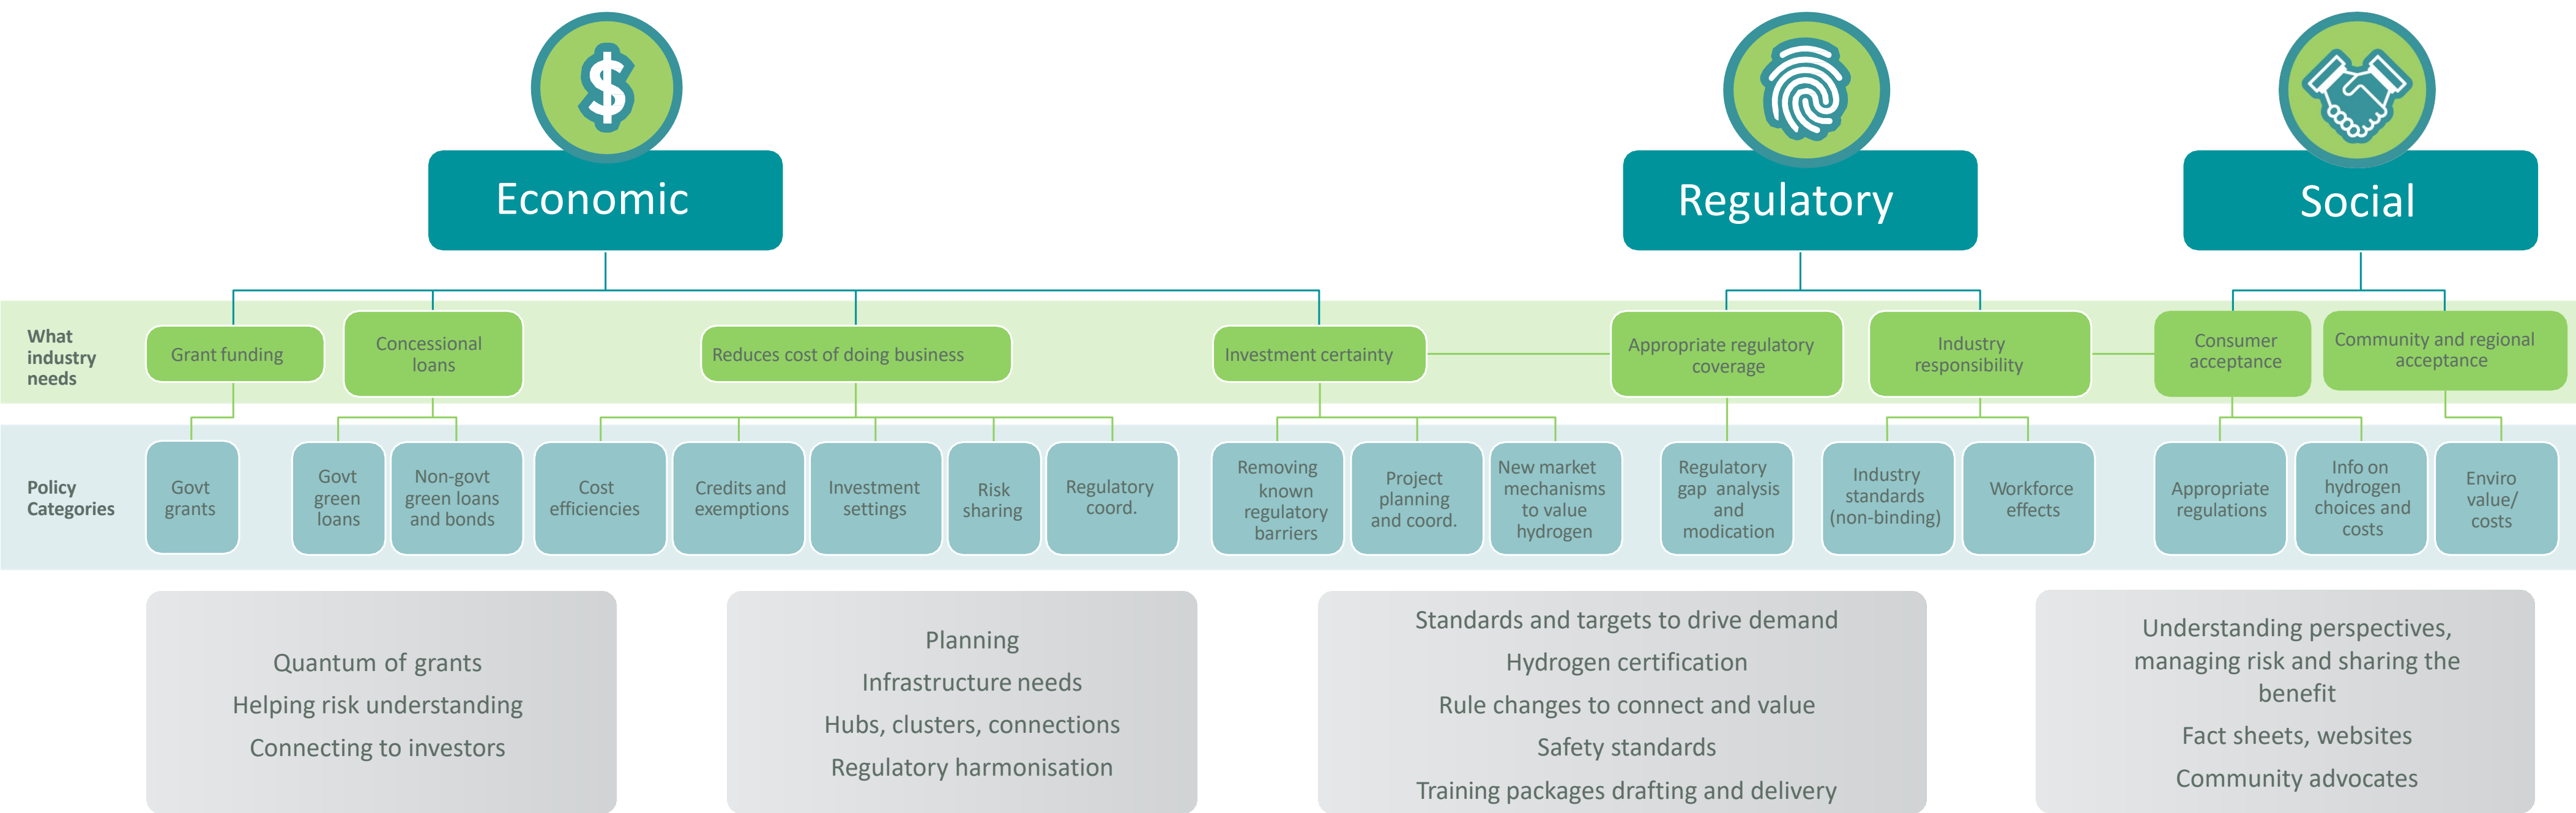 Economic
Regulatory
Social
What
industry
needs
Grant funding
Concessional
loans
Reduces cost of doing business
Investment certainty
Appropriate regulatory
coverage
Industry
responsibility
Consumer
acceptance
Community and regional
acceptance
Policy
Categories
Govt
grants
Govt
green
loans
Non-govt
green loans
and bonds
Cost
efficiencies
Credits and
exemptions
Investment
settings
Risk
sharing
Regulatory
coord.
Removing
known
regulatory
barriers
Project
planning
and coord.
New market
mechanisms
to value
hydrogen
Regulatory
gap analysis
and
modication
Industry
standards
(non-binding)
Workforce
effects
Appropriate
regulations
Info on
hydrogen
choices and
costs
Enviro
value/
costs
Quantum of grants
Helping risk understanding
Connecting to investors
Planning
Infrastructure needs
Hubs, clusters, connections
Regulatory harmonisation
Standards and targets to drive demand
Hydrogen certification
Rule changes to connect and value
Safety standards
Training packages drafting and delivery
Understanding perspectives,
managing risk and sharing the
benefit
Fact sheets, websites
Community advocates